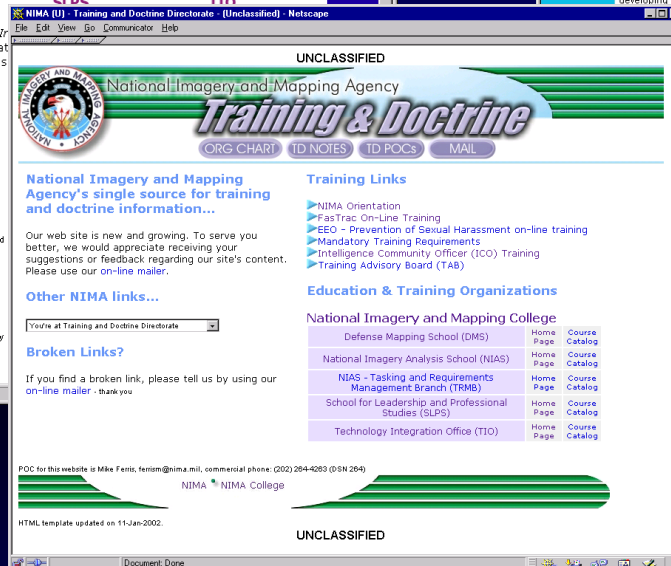 SLPS
TIO
developing
NIMA (U) - Training and Doctrine Directorate - (Unclassified) - Netscape
File Edit View Go Communicator Help
UNCLASSIFIED
NATIONAL IMAGERY AND MAPPING AGENCY
National Imagery and Mapping Agency
Training & Doctrine
ORG CHART TD NOTES TD POCs MAIL
National Imagery and Mapping
Agency's single source for training
and doctrine information...
Our web site is new and growing. To serve you
better, we would appreciate receiving your
suggestions or feedback regarding our site's content.
Please use our on-line mailer.
Other NIMA links...
You're at Training and Doctrine Directorate
Broken Links?
If you find a broken link, please tell us by using our
on-line mailer - thank you
Training Links
NIMA Orientation
FasTrac On-Line Training
EEO - Prevention of Sexual Harassment on-line training
Mandatory Training Requirements
Intelligence Community Officer (ICO) Training
Training Advisory Board (TAB)
Education & Training Organizations
National Imagery and Mapping College
Defense Mapping School (DMS) Home Page Course Catalog
National Imagery Analysis School (NIAS) Home Page Course Catalog
NIAS - Tasking and Requirements
Management Branch (TRMB) Home Page Course Catalog
School for Leadership and Professional
Studies (SLPS) Home Page Course Catalog
Technology Integration Office (TIO) Home Page Course Catalog
POC for this website is Mike Ferris, ferrism@nima.mil, commercial phone: (202) 264-4263 (DSN 264)
NIMA NIMA College
HTML template updated on 11-Jan-2002.
UNCLASSIFIED
Document: Done